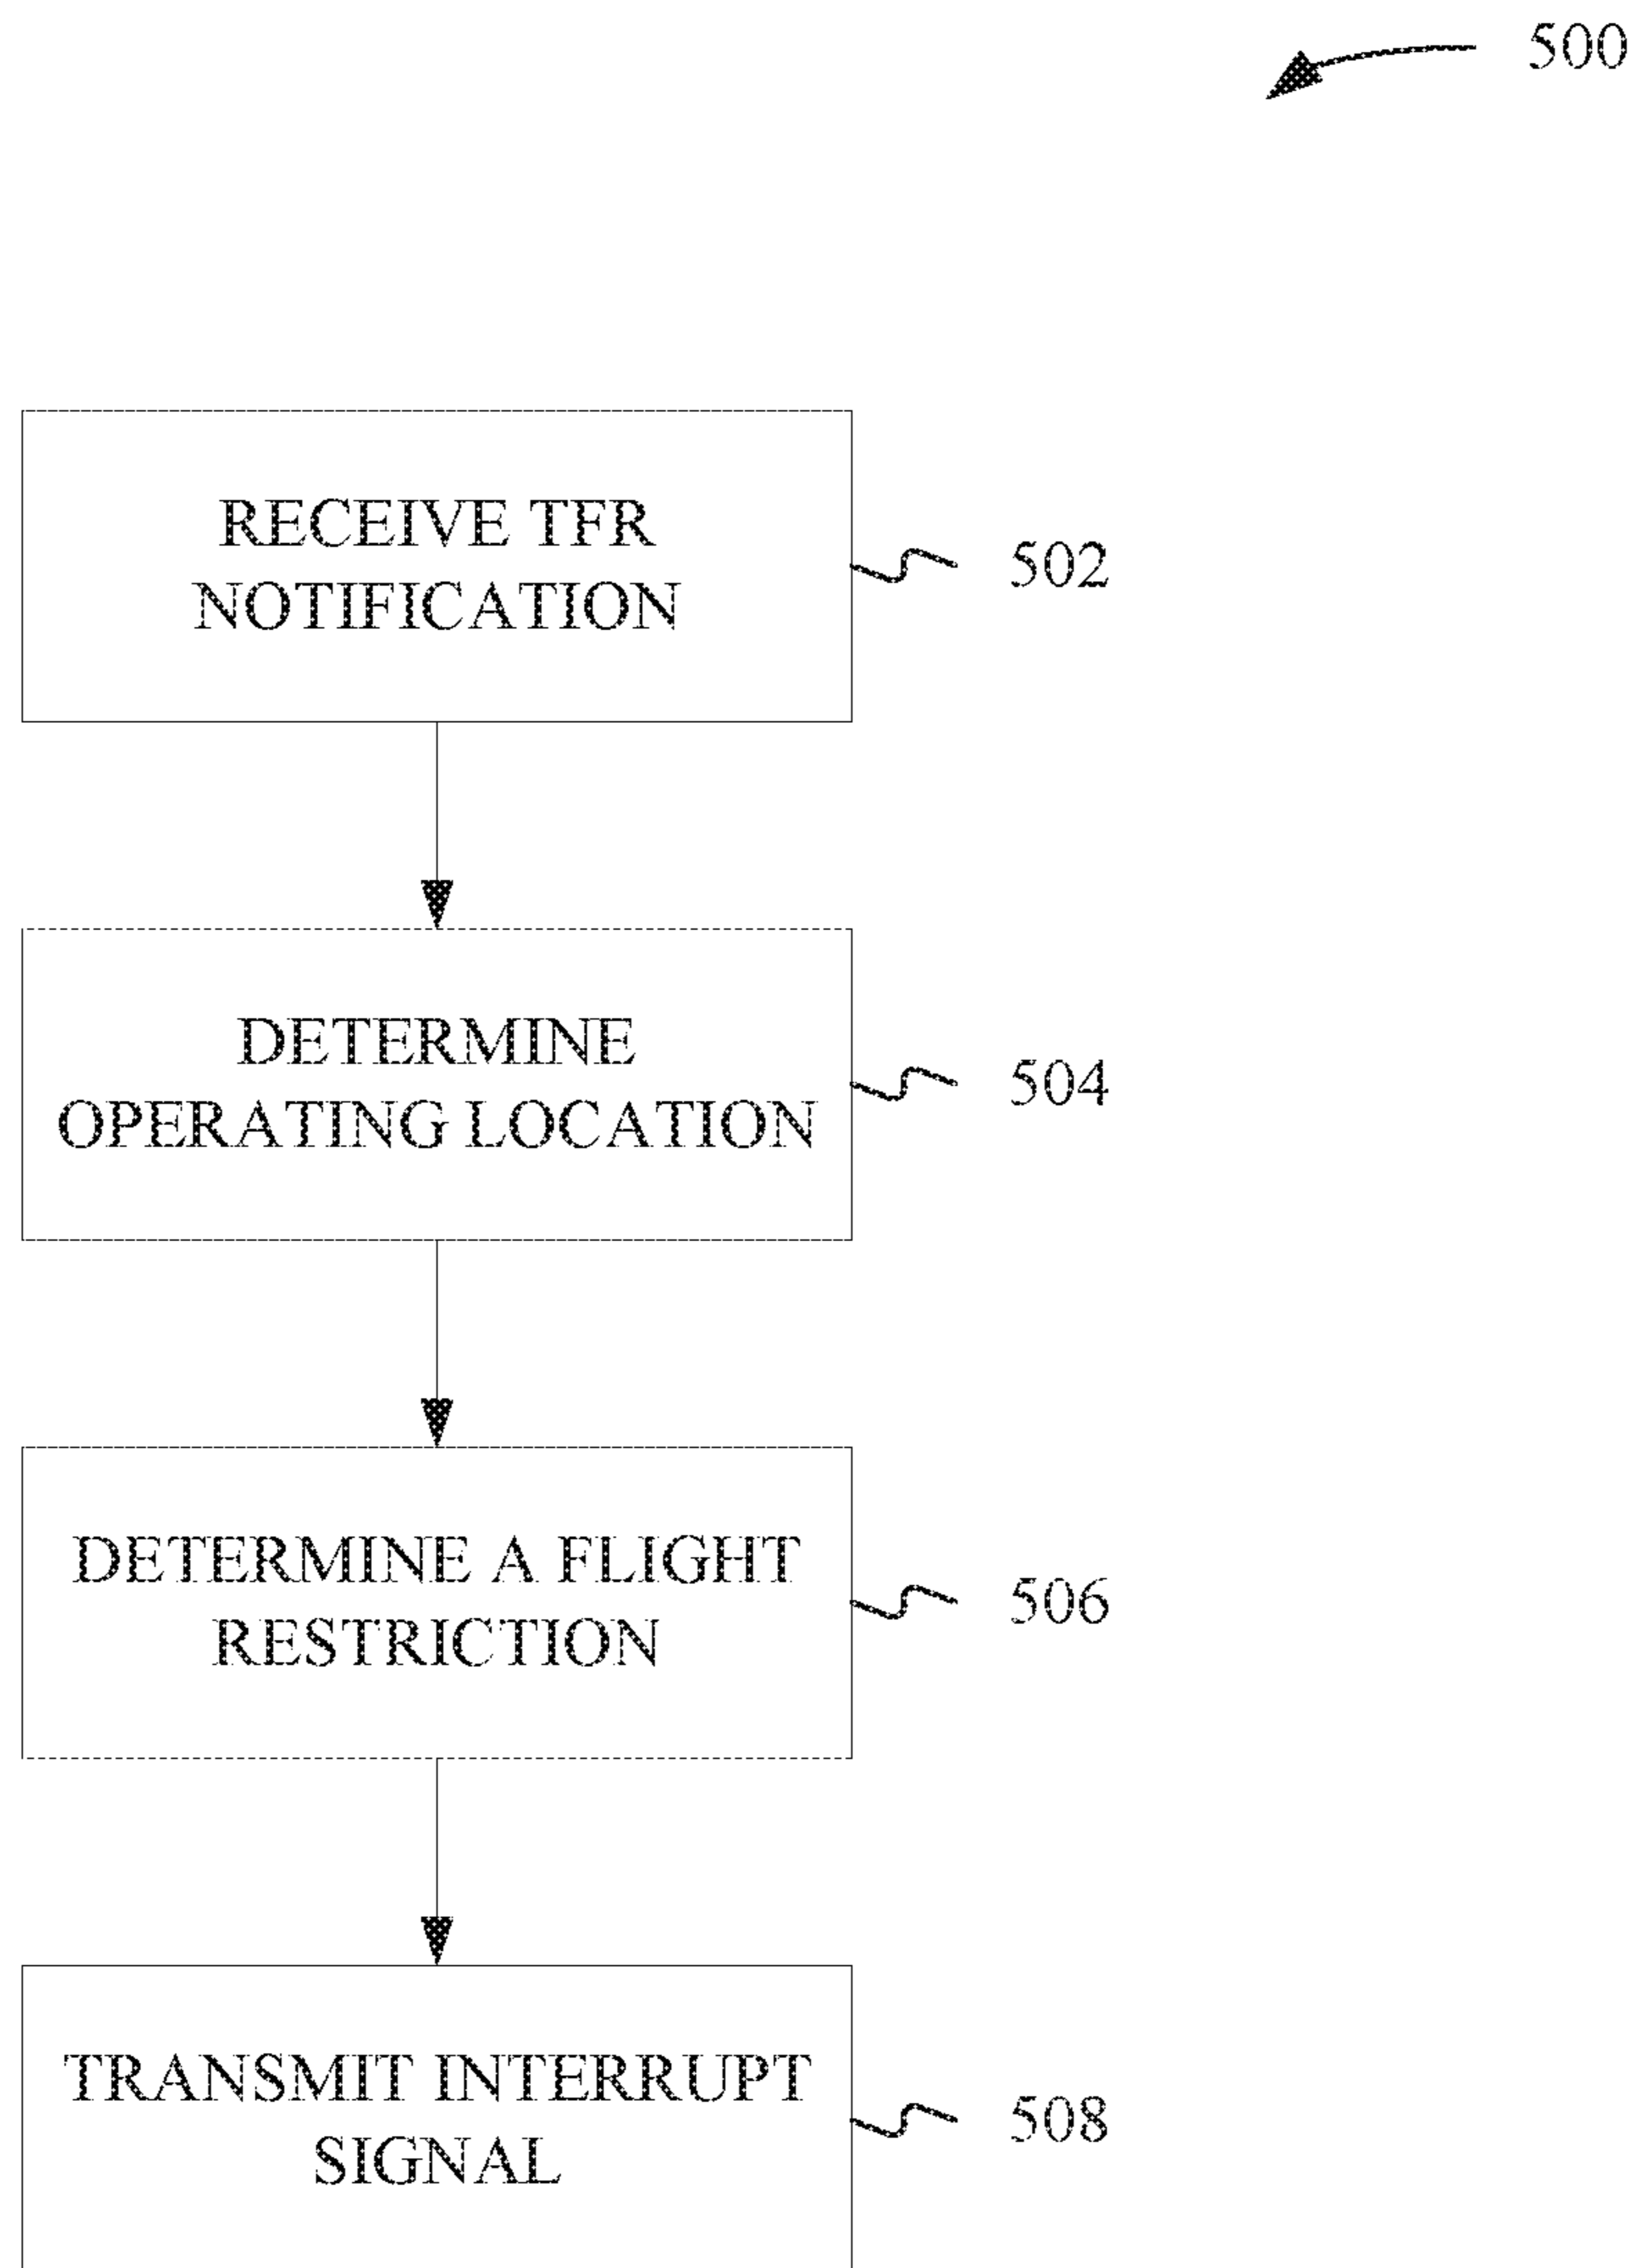 500
RECEIVE TFR
NOTIFICATION
502
DETERMINE
OPERATING LOCATION
504
DETERMINE A FLIGHT
RESTRICTION
506
TRANSMIT INTERRUPT
SIGNAL
508